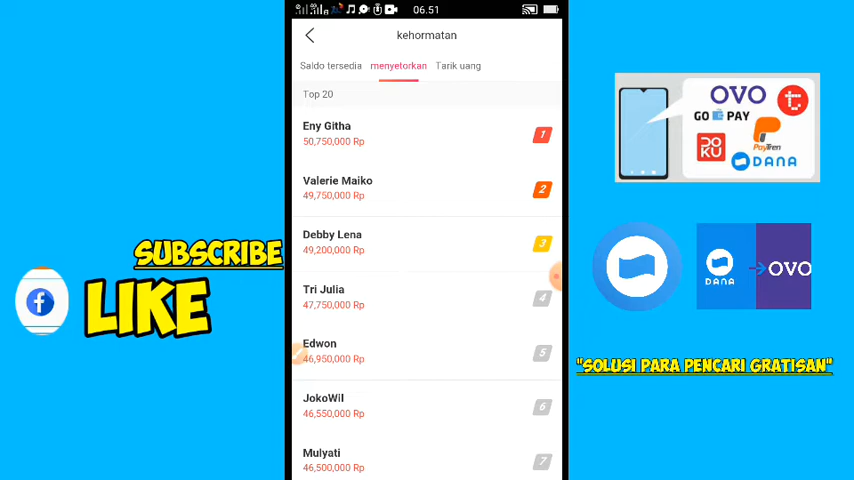 06.51
kehormatan
Saldo tersedia menyetorkan Tarik uang
Top 20
Eny Githa
50,750,000 Rp
1
Valerie Maiko
49,750,000 Rp
2
Debby Lena
49,200,000 Rp
3
Tri Julia
47,750,000 Rp
4
Edwon
46,950,000 Rp
5
JokoWil
46,550,000 Rp
6
Mulyati
46,500,000 Rp
7
SUBSCRIBE
LIKE
OVO
GO PAY
DOKU
PayTren
DANA
DANA
OVO
"SOLUSI PARA PENCARI GRATISAN"